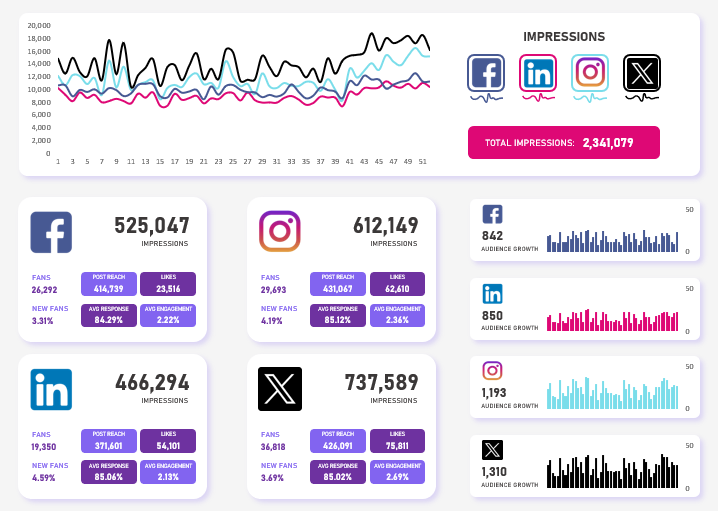 20,000
18,000
16,000
14,000
12,000
10,000
8,000
6,000
4,000
2,000
0
1 3 5 7 9 11 13 15 17 19 21 23 25 27 29 31 33 35 37 39 41 43 45 47 49 51
IMPRESSIONS
f in X
TOTAL IMPRESSIONS: 2,341,079
f
525,047
IMPRESSIONS
FANS
26,292
POST REACH
414,739
LIKES
23,516
NEW FANS
3.31%
AVG RESPONSE
84.29%
AVG ENGAGEMENT
2.22%
612,149
IMPRESSIONS
FANS
29,693
POST REACH
431,067
LIKES
62,610
NEW FANS
4.19%
AVG RESPONSE
85.12%
AVG ENGAGEMENT
2.36%
in
466,294
IMPRESSIONS
FANS
19,350
POST REACH
371,601
LIKES
54,101
NEW FANS
4.59%
AVG RESPONSE
85.06%
AVG ENGAGEMENT
2.13%
X
737,589
IMPRESSIONS
FANS
36,818
POST REACH
426,091
LIKES
75,811
NEW FANS
3.69%
AVG RESPONSE
85.02%
AVG ENGAGEMENT
2.69%
f
842
AUDIENCE GROWTH
50
0
in
850
AUDIENCE GROWTH
50
0
1,193
AUDIENCE GROWTH
50
0
X
1,310
AUDIENCE GROWTH
50
0